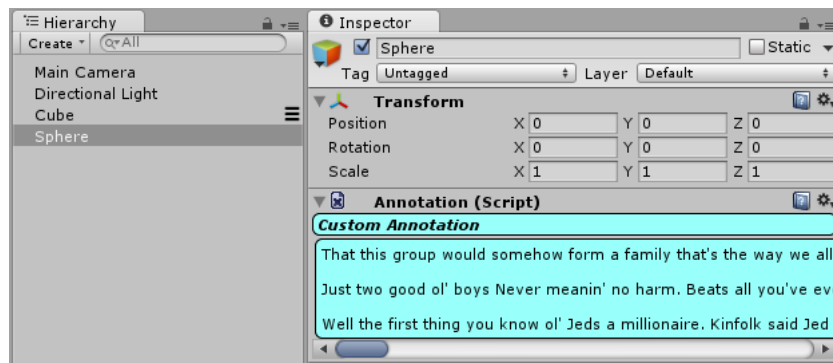 Hierarchy
Create
All
Main Camera
Directional Light
Cube
Sphere
Inspector
Sphere
Static
Tag Untagged Layer Default
Transform
Position X 0 Y 0 Z 0
Rotation X 0 Y 0 Z 0
Scale X 1 Y 1 Z 1
Annotation (Script)
Custom Annotation
That this group would somehow form a family that's the way we all
Just two good ol' boys Never meanin' no harm. Beats all you've ev
Well the first thing you know ol' Jeds a millionaire. Kinfolk said Jed